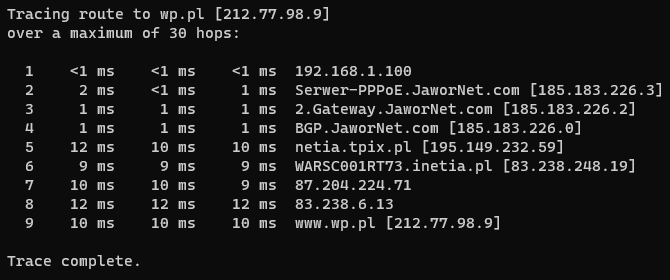 Tracing route to wp.pl [212.77.98.9]
over a maximum of 30 hops:
1 <1 ms <1 ms <1 ms 192.168.1.100
2 2 ms <1 ms 1 ms Serwer-PPPoE.JaworNet.com [185.183.226.3]
3 1 ms 1 ms 1 ms 2.Gateway.JaworNet.com [185.183.226.2]
4 1 ms 1 ms 1 ms BGP.JaworNet.com [185.183.226.0]
5 12 ms 10 ms 10 ms netia.tpix.pl [195.149.232.59]
6 9 ms 9 ms 9 ms WARSC001RT73.inetia.pl [83.238.248.19]
7 10 ms 10 ms 9 ms 87.204.224.71
8 12 ms 12 ms 12 ms 83.238.6.13
9 10 ms 10 ms 10 ms www.wp.pl [212.77.98.9]
Trace complete.